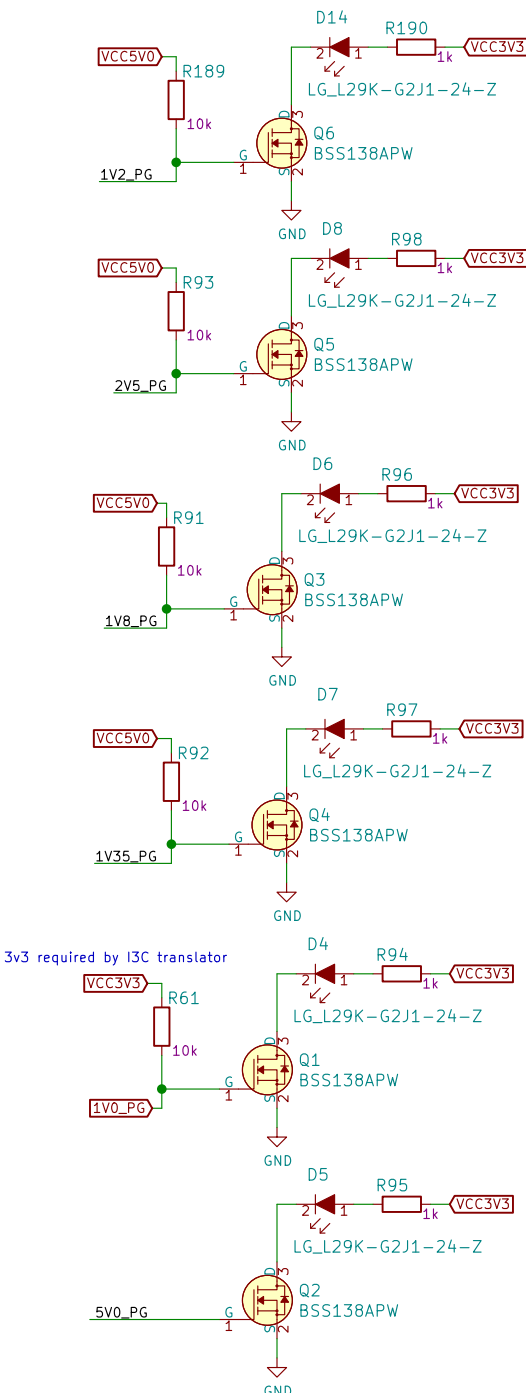 D14
R190
VCC3V3
2 1
1k
LG_L29K-G2J1-24-Z
VCC5V0
R189
10k
D
3
Q6
BSS138APW
G
1
S
2
1V2_PG
GND
D8
R98
VCC3V3
2 1
1k
LG_L29K-G2J1-24-Z
VCC5V0
R93
10k
D
3
Q5
BSS138APW
G
1
S
2
2V5_PG
GND
D6
R96
VCC3V3
2 1
1k
LG_L29K-G2J1-24-Z
VCC5V0
R91
10k
D
3
Q3
BSS138APW
G
1
S
2
1V8_PG
GND
D7
R97
VCC3V3
2 1
1k
LG_L29K-G2J1-24-Z
VCC5V0
R92
10k
D
3
Q4
BSS138APW
G
1
S
2
1V35_PG
GND
3v3 required by I3C translator
D4
R94
VCC3V3
2 1
1k
LG_L29K-G2J1-24-Z
VCC3V3
R61
10k
D
3
Q1
BSS138APW
G
1
S
2
1V0_PG
GND
D5
R95
VCC3V3
2 1
1k
LG_L29K-G2J1-24-Z
D
3
Q2
BSS138APW
G
1
S
2
5V0_PG
GND